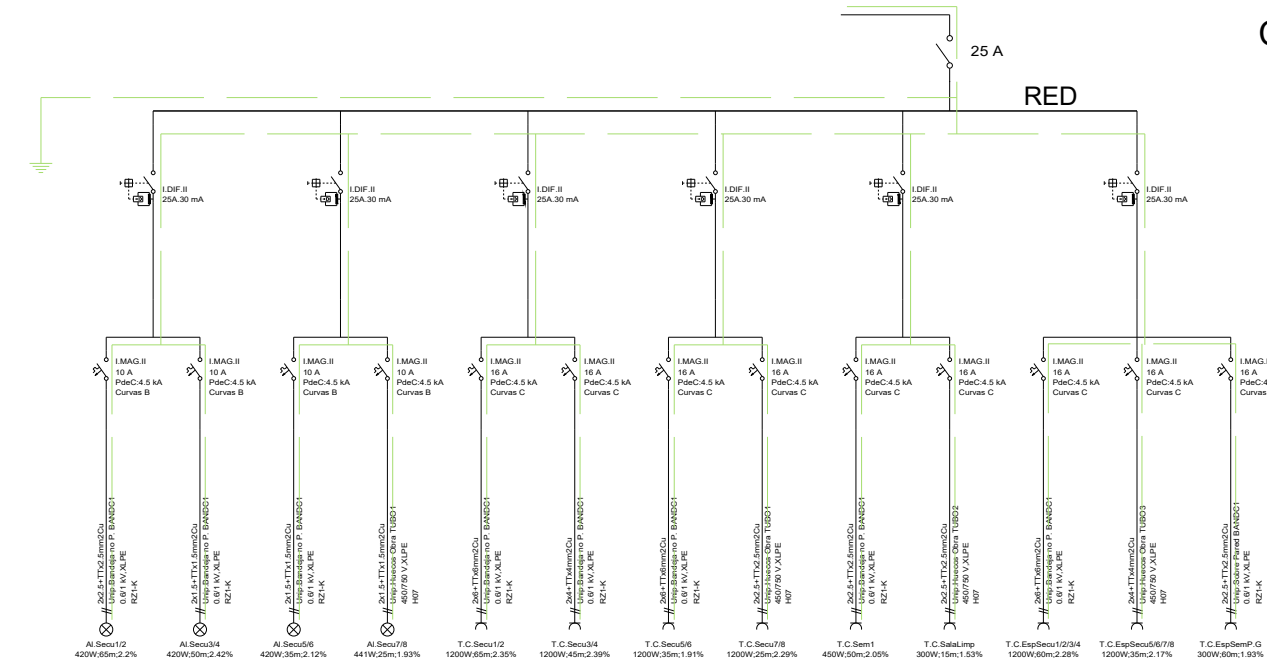 C
25 A
RED
I.DIF.II
25A.30 mA
I.DIF.II
25A.30 mA
I.DIF.II
25A.30 mA
I.DIF.II
25A.30 mA
I.DIF.II
25A.30 mA
I.DIF.II
25A.30 mA
I.MAG.II
10 A
PdeC:4.5 kA
Curvas B
I.MAG.II
10 A
PdeC:4.5 kA
Curvas B
I.MAG.II
10 A
PdeC:4.5 kA
Curvas B
I.MAG.II
10 A
PdeC:4.5 kA
Curvas B
I.MAG.II
16 A
PdeC:4.5 kA
Curvas C
I.MAG.II
16 A
PdeC:4.5 kA
Curvas C
I.MAG.II
16 A
PdeC:4.5 kA
Curvas C
I.MAG.II
16 A
PdeC:4.5 kA
Curvas C
I.MAG.II
16 A
PdeC:4.5 kA
Curvas C
I.MAG.II
16 A
PdeC:4.5 kA
Curvas C
I.MAG.II
16 A
PdeC:4.5 kA
Curvas C
I.MAG.II
16 A
PdeC:4.5 kA
Curvas C
I.MAG.I
16 A
PdeC:4
Curvas
2x2.5+TTx2.5mm2Cu
Unip.Bandeja no P. BANDC1
0.6/1 kV,XLPE
RZ1-K
2x1.5+TTx1.5mm2Cu
Unip.Bandeja no P. BANDC1
0.6/1 kV,XLPE
RZ1-K
2x1.5+TTx1.5mm2Cu
Unip.Bandeja no P. BANDC1
0.6/1 kV,XLPE
RZ1-K
2x1.5+TTx1.5mm2Cu
Unip.Huecos Obra TUBO1
450/750 V,XLPE
H07
2x6+TTx6mm2Cu
Unip.Bandeja no P. BANDC1
0.6/1 kV,XLPE
RZ1-K
2x4+TTx4mm2Cu
Unip.Bandeja no P. BANDC1
0.6/1 kV,XLPE
RZ1-K
2x6+TTx6mm2Cu
Unip.Bandeja no P. BANDC1
0.6/1 kV,XLPE
RZ1-K
2x2.5+TTx2.5mm2Cu
Unip.Huecos Obra TUBO1
450/750 V,XLPE
H07
2x2.5+TTx2.5mm2Cu
Unip.Bandeja no P. BANDC1
0.6/1 kV,XLPE
RZ1-K
2x2.5+TTx2.5mm2Cu
Unip.Huecos Obra TUBO2
450/750 V,XLPE
H07
2x6+TTx6mm2Cu
Unip.Bandeja no P. BANDC1
0.6/1 kV,XLPE
RZ1-K
2x4+TTx4mm2Cu
Unip.Huecos Obra TUBO3
450/750 V,XLPE
H07
2x2.5+TTx2.5mm2Cu
Unip.Sobre Pared BANDC1
0.6/1 kV,XLPE
RZ1-K
Al.Secu1/2
420W;65m;2.2%
Al.Secu3/4
420W;50m;2.42%
Al.Secu5/6
420W;35m;2.12%
Al.Secu7/8
441W;25m;1.93%
T.C.Secu1/2
1200W;65m;2.35%
T.C.Secu3/4
1200W;45m;2.39%
T.C.Secu5/6
1200W;35m;1.91%
T.C.Secu7/8
1200W;25m;2.29%
T.C.Sem1
450W;50m;2.05%
T.C.SalaLimp
300W;15m;1.53%
T.C.EspSecu1/2/3/4
1200W;60m;2.28%
T.C.EspSecu5/6/7/8
1200W;35m;2.17%
T.C.EspSemP.G
300W;60m;1.93%